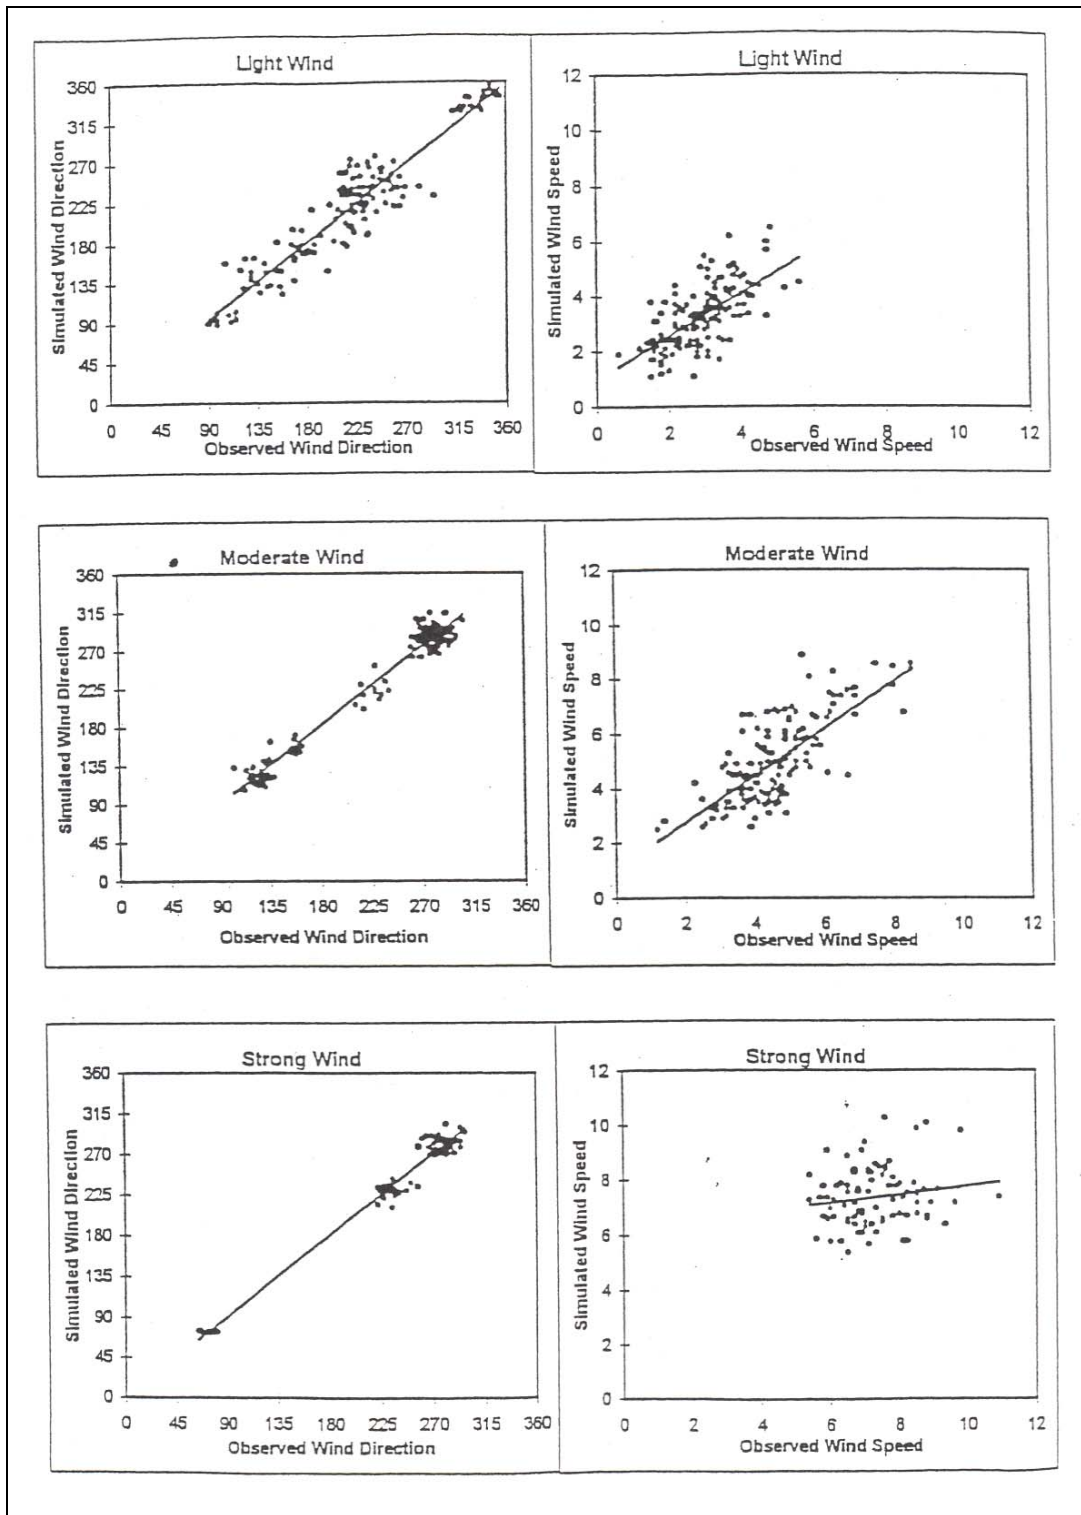 Light Wind
Simulated Wind Direction
360
315
270
225
180
135
90
45
0
0 45 90 135 180 225 270 315 360
Observed Wind Direction
Light Wind
Simulated Wind Speed
12
10
8
6
4
2
0
0 2 4 6 8 10 12
Observed Wind Speed
Moderate Wind
Simulated Wind Direction
360
315
270
225
180
135
90
45
0
0 45 90 135 180 225 270 315 360
Observed Wind Direction
Moderate Wind
Simulated Wind Speed
12
10
8
6
4
2
0
0 2 4 6 8 10 12
Observed Wind Speed
Strong Wind
Simulated Wind Direction
360
315
270
225
180
135
90
45
0
0 45 90 135 180 225 270 315 360
Observed Wind Direction
Strong Wind
Simulated Wind Speed
12
10
8
6
4
2
0
0 2 4 6 8 10 12
Observed Wind Speed